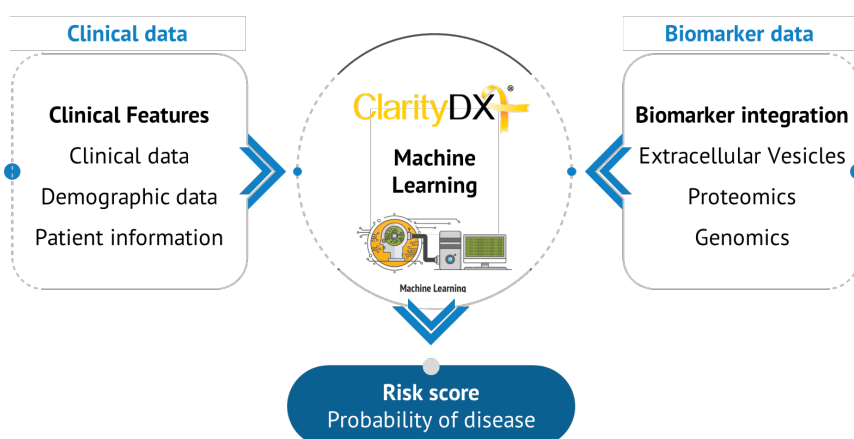 Clinical data
Clinical Features
Clinical data
Demographic data
Patient information
ClarityDX®
Machine
Learning
Machine Learning
Biomarker data
Biomarker integration
Extracellular Vesicles
Proteomics
Genomics
Risk score
Probability of disease